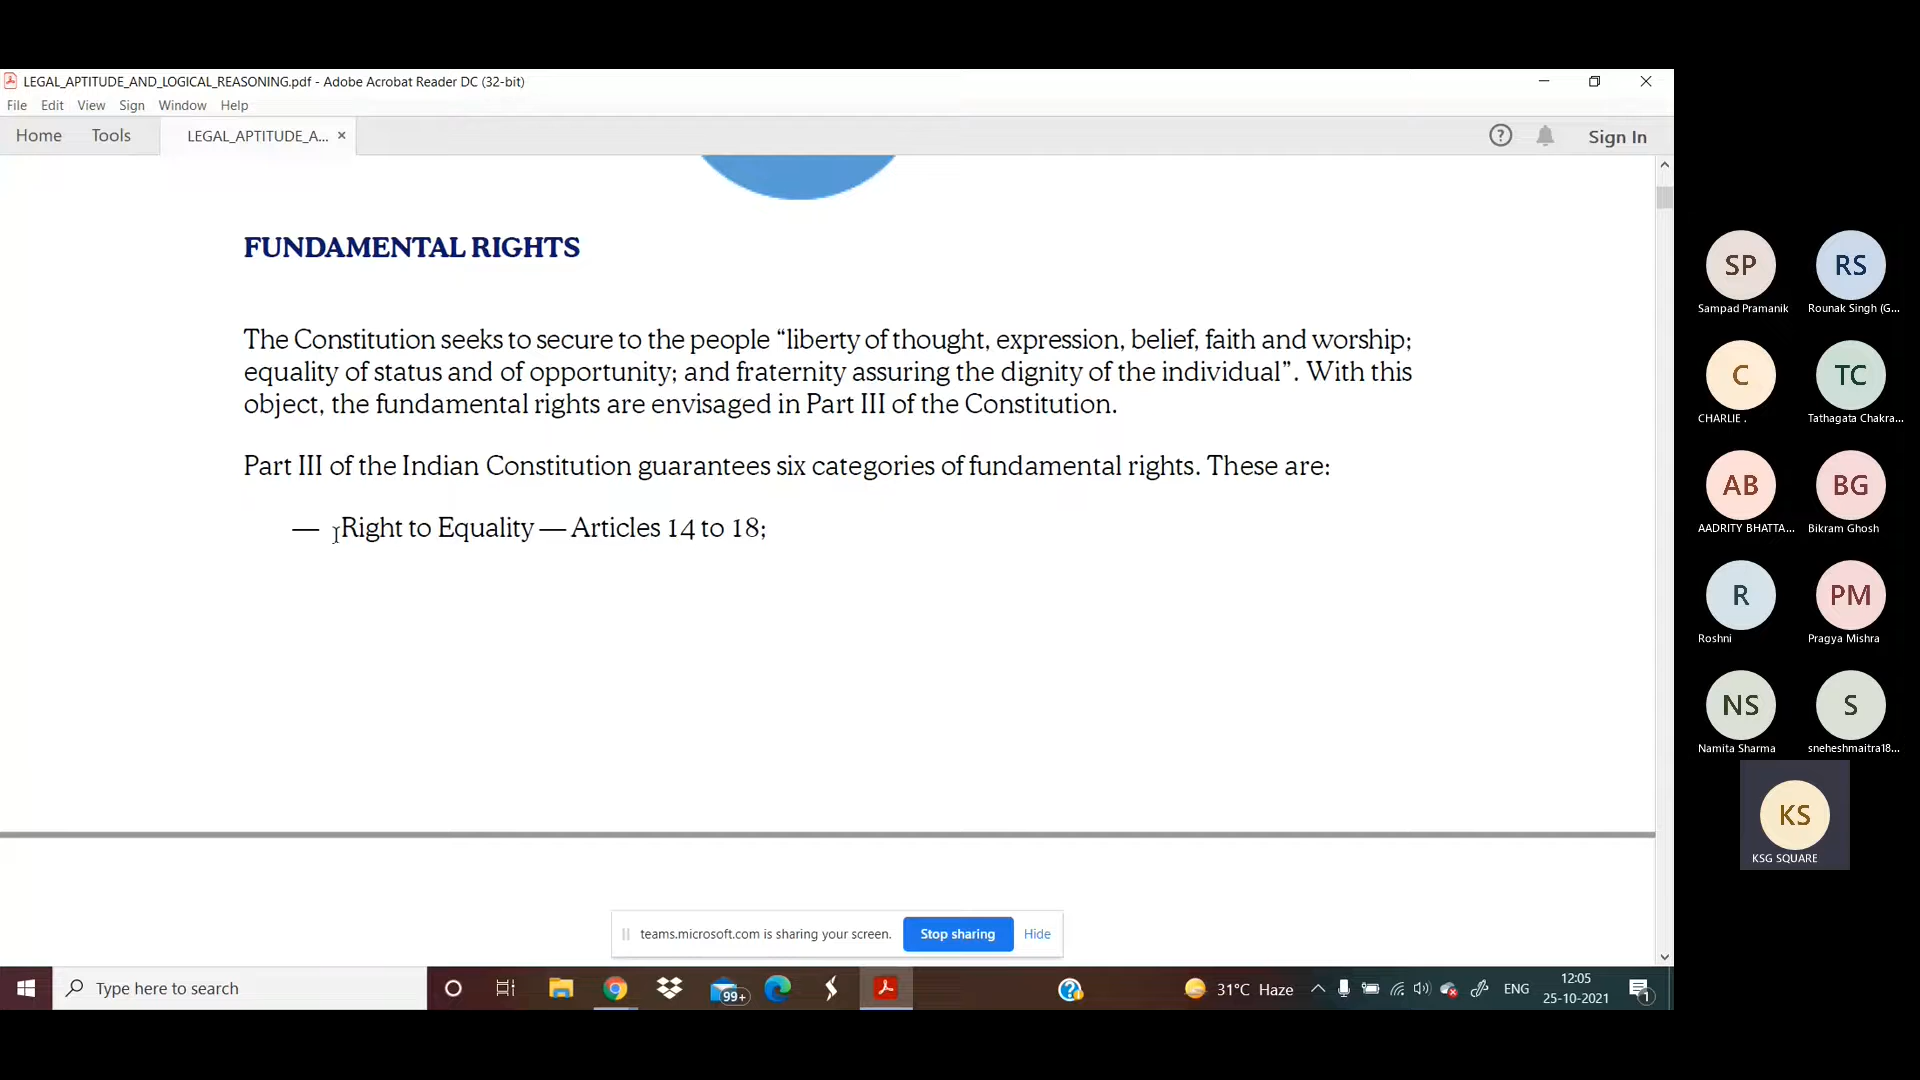 LEGAL_APTITUDE_AND_LOGICAL_REASONING.pdf - Adobe Acrobat Reader DC (32-bit)
File Edit View Sign Window Help
Home Tools LEGAL_APTITUDE_A... × Sign In
FUNDAMENTAL RIGHTS
The Constitution seeks to secure to the people “liberty of thought, expression, belief, faith and worship;
equality of status and of opportunity; and fraternity assuring the dignity of the individual”. With this
object, the fundamental rights are envisaged in Part III of the Constitution.
Part III of the Indian Constitution guarantees six categories of fundamental rights. These are:
— Right to Equality — Articles 14 to 18;
teams.microsoft.com is sharing your screen. Stop sharing Hide
Type here to search
99+
31°C Haze
ENG
12:05
25-10-2021
1
SP RS
Sampad Pramanik Rounak Singh (G...
C TC
CHARLIE . Tathagata Chakra...
AB BG
AADRITY BHATTA... Bikram Ghosh
R PM
Roshni Pragya Mishra
NS S
Namita Sharma sneheshmaitra18...
KS
KSG SQUARE